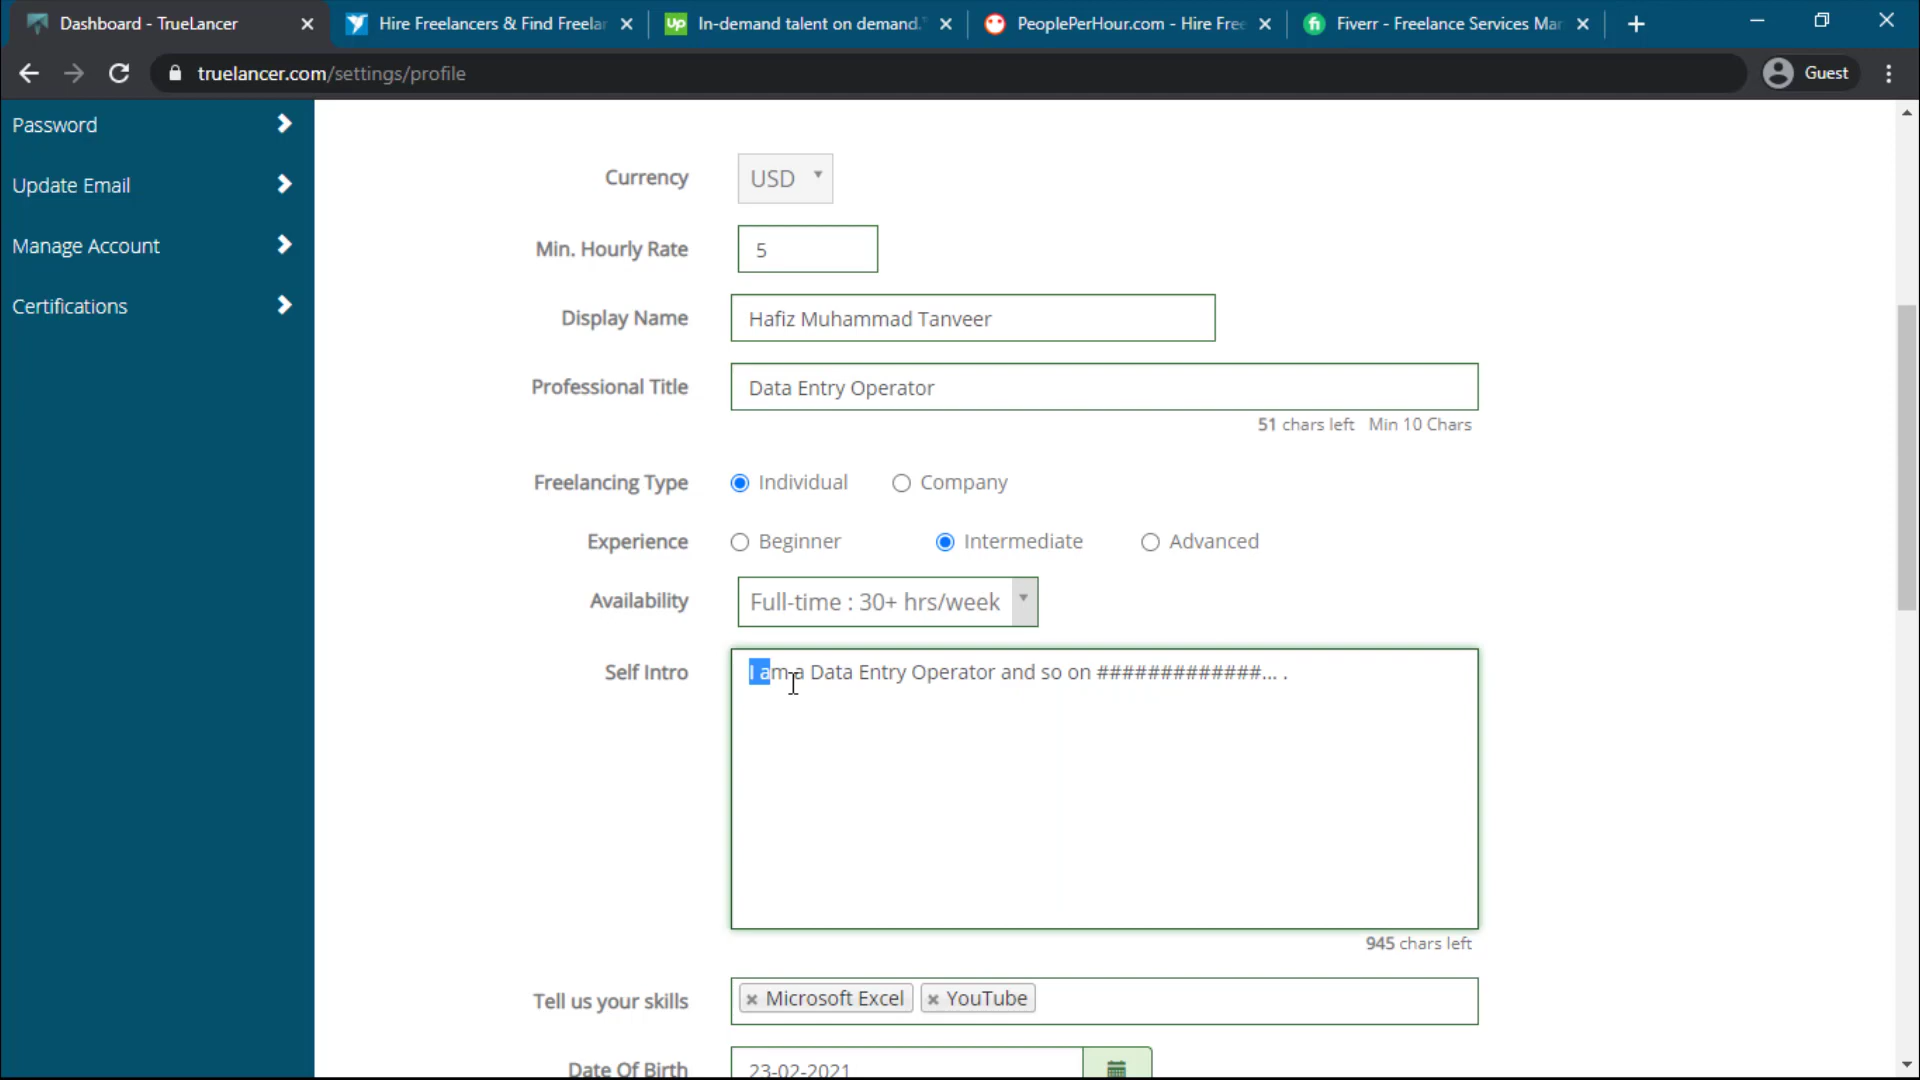 Dashboard - TrueLancer
Hire Freelancers & Find Freelar
up In-demand talent on demand.
PeoplePerHour.com - Hire Free
fi Fiverr - Freelance Services Mar
truelancer.com/settings/profile
Guest
Password
Update Email
Manage Account
Certifications
Currency USD
Min. Hourly Rate 5
Display Name Hafiz Muhammad Tanveer
Professional Title Data Entry Operator
51 chars left Min 10 Chars
Freelancing Type Individual Company
Experience Beginner Intermediate Advanced
Availability Full-time : 30+ hrs/week
Self Intro I am a Data Entry Operator and so on #############... .
945 chars left
Tell us your skills × Microsoft Excel × YouTube
Date Of Birth 23-02-2021